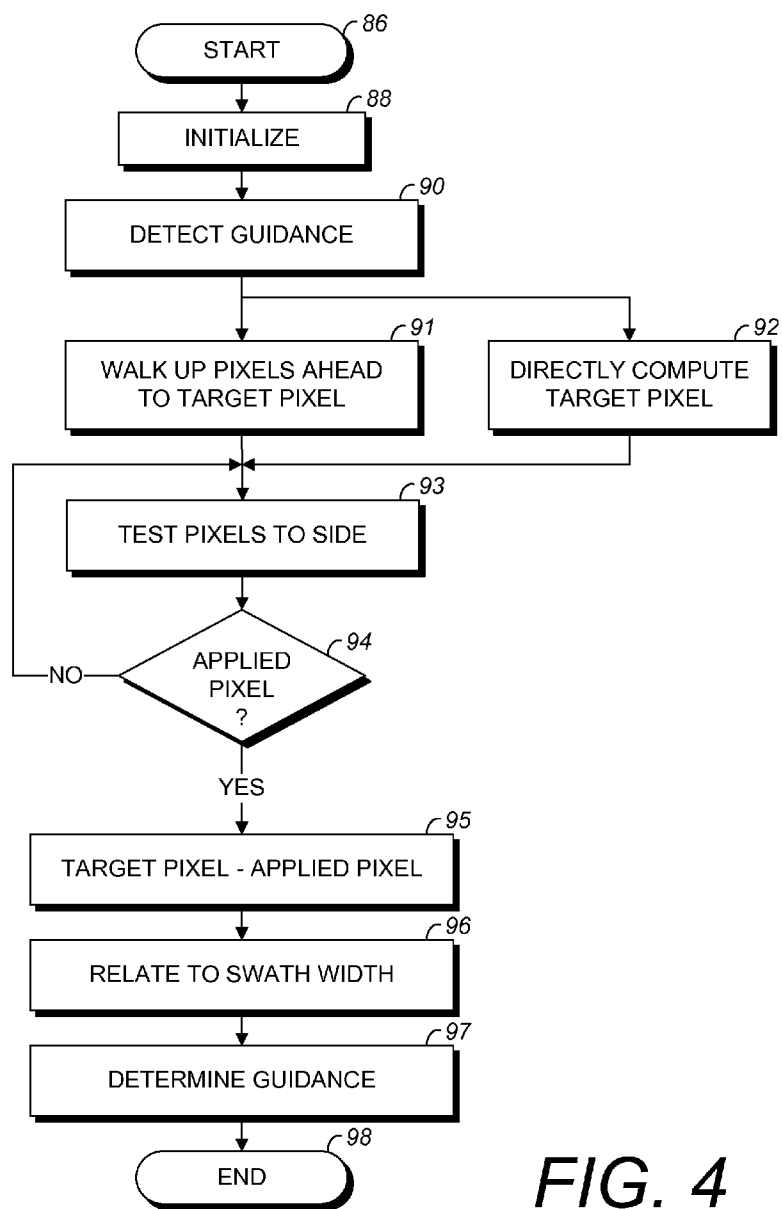 START
86
INITIALIZE
88
DETECT GUIDANCE
90
WALK UP PIXELS AHEAD
TO TARGET PIXEL
91
DIRECTLY COMPUTE
TARGET PIXEL
92
TEST PIXELS TO SIDE
93
APPLIED
PIXEL
?
94
NO
YES
TARGET PIXEL - APPLIED PIXEL
95
RELATE TO SWATH WIDTH
96
DETERMINE GUIDANCE
97
END
98
FIG. 4